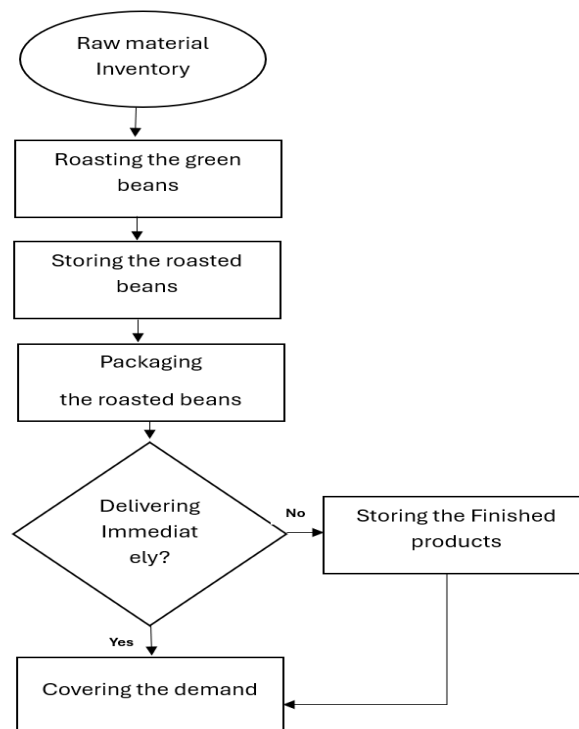 Raw material
Inventory
Roasting the green
beans
Storing the roasted
beans
Packaging
the roasted beans
Delivering
Immediat
ely?
No
Storing the Finished
products
Yes
Covering the demand